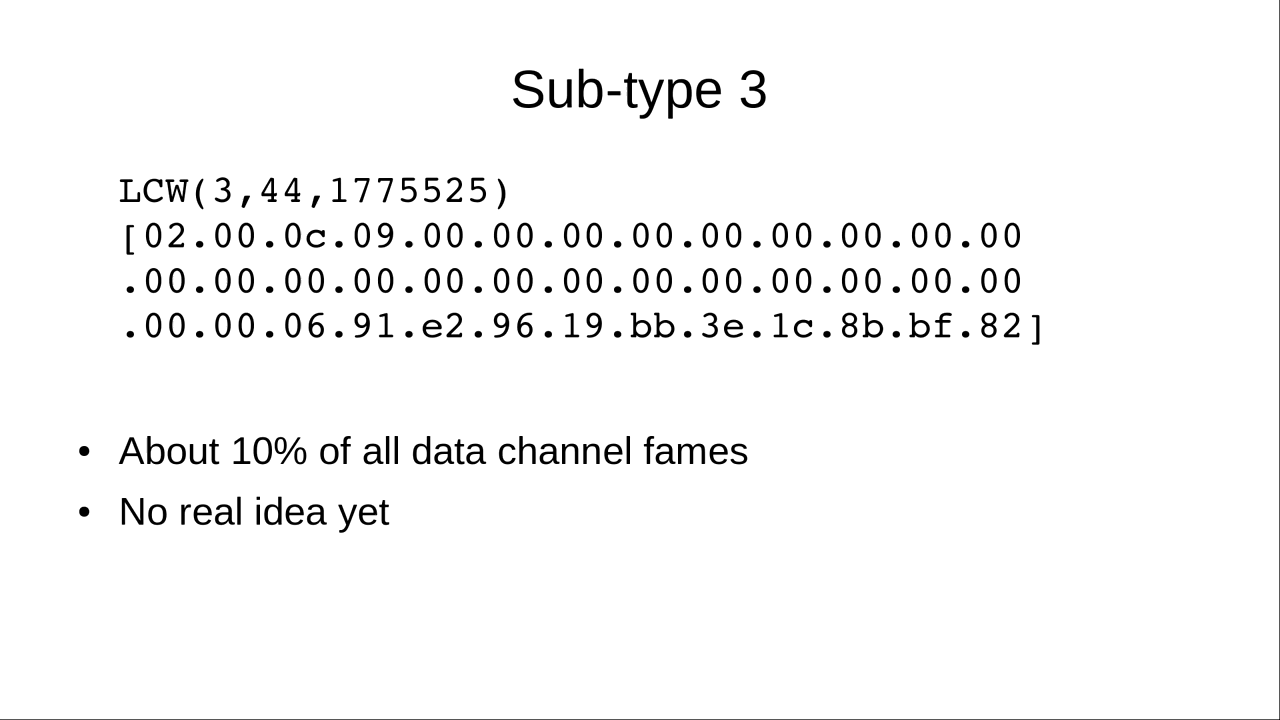 Sub-type 3
LCW(3,44,1775525)
[02.00.0c.09.00.00.00.00.00.00.00.00.00
.00.00.00.00.00.00.00.00.00.00.00.00.00
.00.00.06.91.e2.96.19.bb.3e.1c.8b.bf.82]
• About 10% of all data channel fames
• No real idea yet